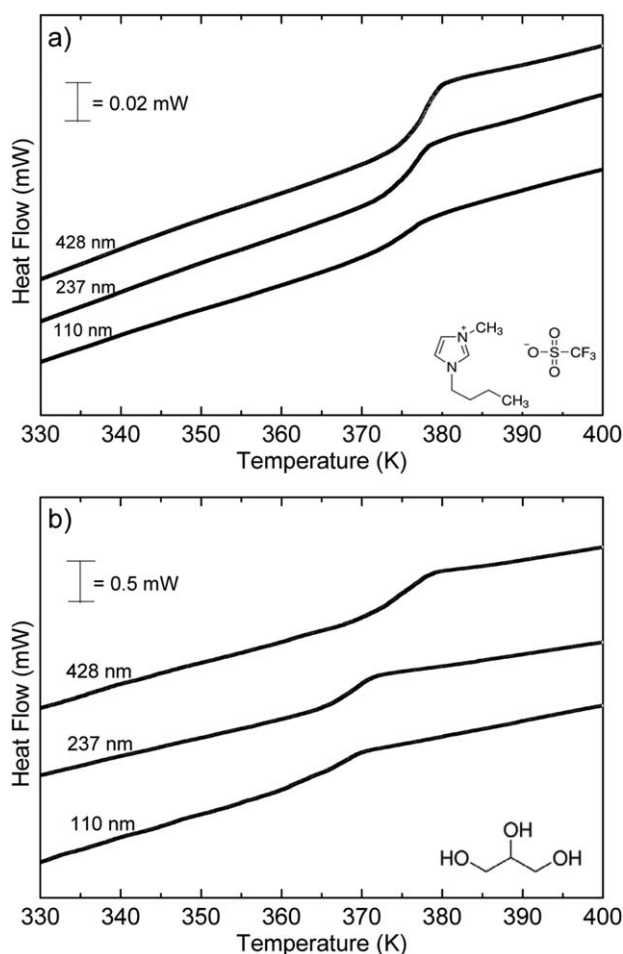 a)
= 0.02 mW
Heat Flow (mW)
428 nm
237 nm
110 nm
N
+
CH3
N
CH3
-
O
O
S
O
CF3
330 340 350 360 370 380 390 400
Temperature (K)
b)
= 0.5 mW
Heat Flow (mW)
428 nm
237 nm
110 nm
OH
HO OH
330 340 350 360 370 380 390 400
Temperature (K)